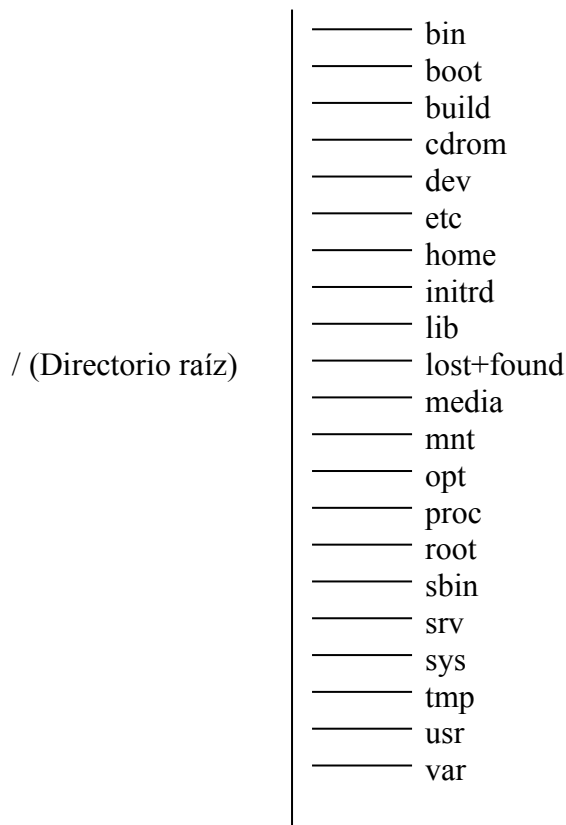 bin
boot
build
cdrom
dev
etc
home
initrd
lib
/ (Directorio raíz)
lost+found
media
mnt
opt
proc
root
sbin
srv
sys
tmp
usr
var